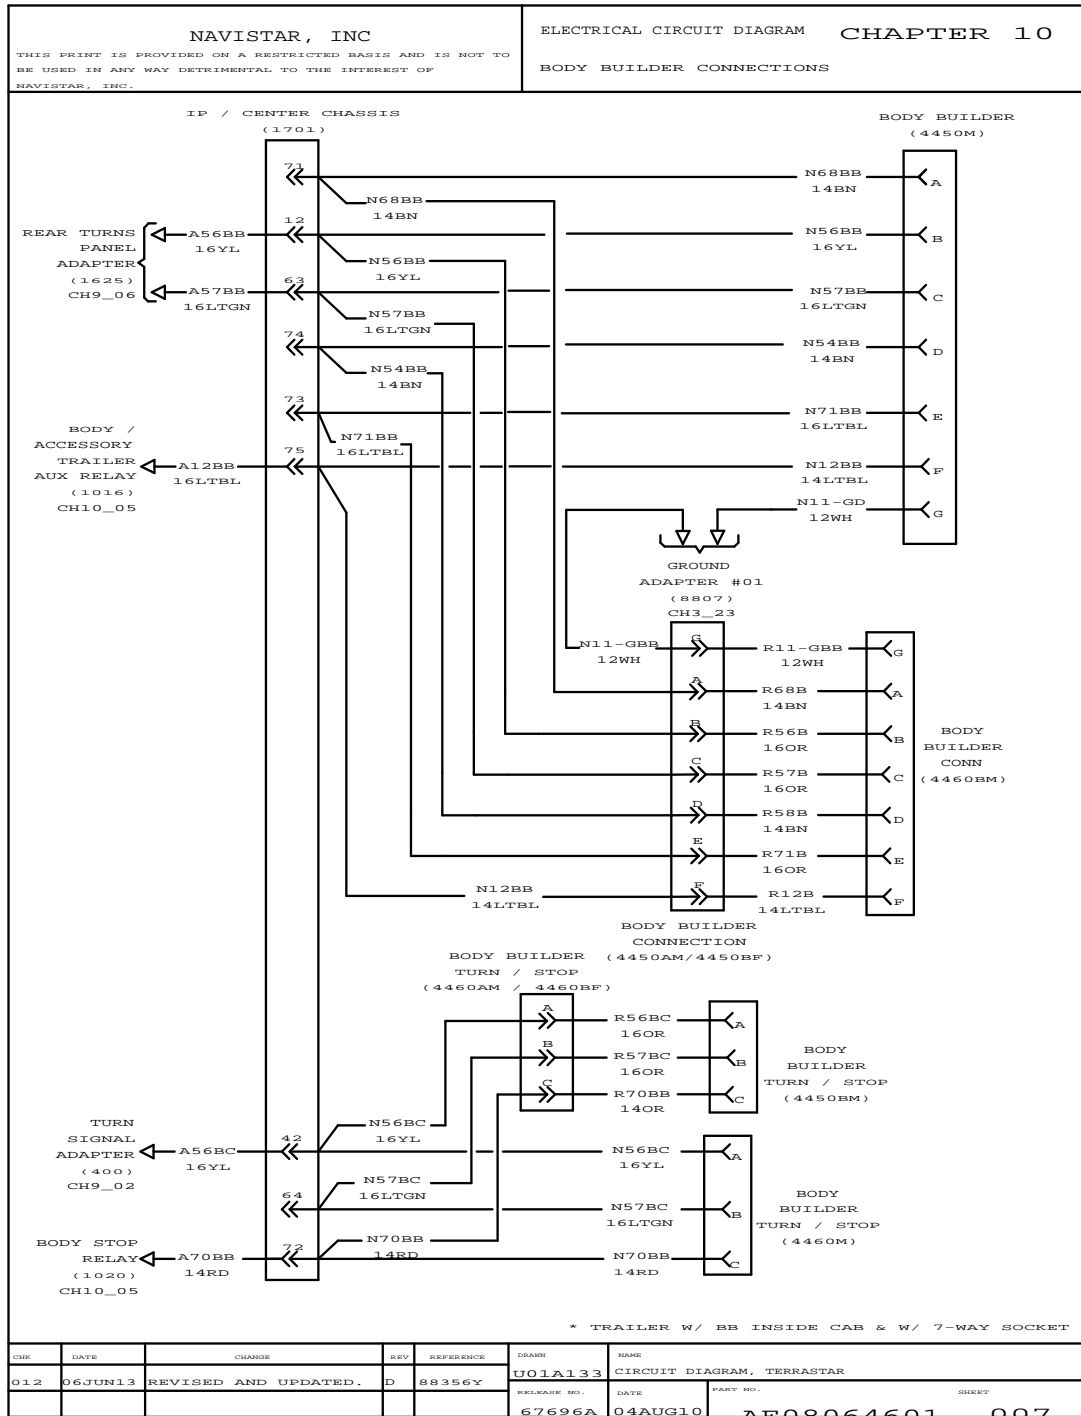 NAVISTAR, INC
THIS PRINT IS PROVIDED ON A RESTRICTED BASIS AND IS NOT TO
BE USED IN ANY WAY DETRIMENTAL TO THE INTEREST OF
NAVISTAR, INC.
ELECTRICAL CIRCUIT DIAGRAM
CHAPTER 10
BODY BUILDER CONNECTIONS
IP / CENTER CHASSIS
(1701)
BODY BUILDER
(4450M)
71
N68BB
14BN
A
N68BB
14BN
REAR TURNS
PANEL
ADAPTER
(1625)
CH9_06
A56BB
16YL
12
N56BB
16YL
B
N56BB
16YL
A57BB
16LTGN
63
N57BB
16LTGN
C
N57BB
16LTGN
74
N54BB
14BN
D
N54BB
14BN
73
N71BB
16LTBL
E
N71BB
16LTBL
BODY /
ACCESSORY
TRAILER
AUX RELAY
(1016)
CH10_05
A12BB
16LTBL
75
N12BB
14LTBL
F
N11-GD
12WH
G
GROUND
ADAPTER #01
(8807)
CH3_23
N11-GBB
12WH
G
R11-GBB
12WH
G
A
R68B
14BN
A
B
R56B
16OR
B
C
R57B
16OR
C
D
R58B
14BN
D
E
R71B
16OR
E
N12BB
14LTBL
F
R12B
14LTBL
F
BODY
BUILDER
CONN
(4460BM)
BODY BUILDER
CONNECTION
(4450AM/4450BF)
BODY BUILDER
TURN / STOP
(4460AM / 4460BF)
A
R56BC
16OR
A
B
R57BC
16OR
B
C
R70BB
14OR
C
BODY
BUILDER
TURN / STOP
(4450BM)
TURN
SIGNAL
ADAPTER
(400)
CH9_02
A56BC
16YL
42
N56BC
16YL
N56BC
16YL
A
64
N57BC
16LTGN
N57BC
16LTGN
B
BODY STOP
RELAY
(1020)
CH10_05
A70BB
14RD
72
N70BB
14RD
N70BB
14RD
C
BODY
BUILDER
TURN / STOP
(4460M)
* TRAILER W/ BB INSIDE CAB & W/ 7-WAY SOCKET
CHK DATE CHANGE REV REFERENCE
012 06JUN13 REVISED AND UPDATED. D 88356Y
DRAWN
U01A133
NAME
CIRCUIT DIAGRAM, TERRASTAR
RELEASE NO.
67696A
DATE
04AUG10
PART NO.
SHEET
AE08064601 007